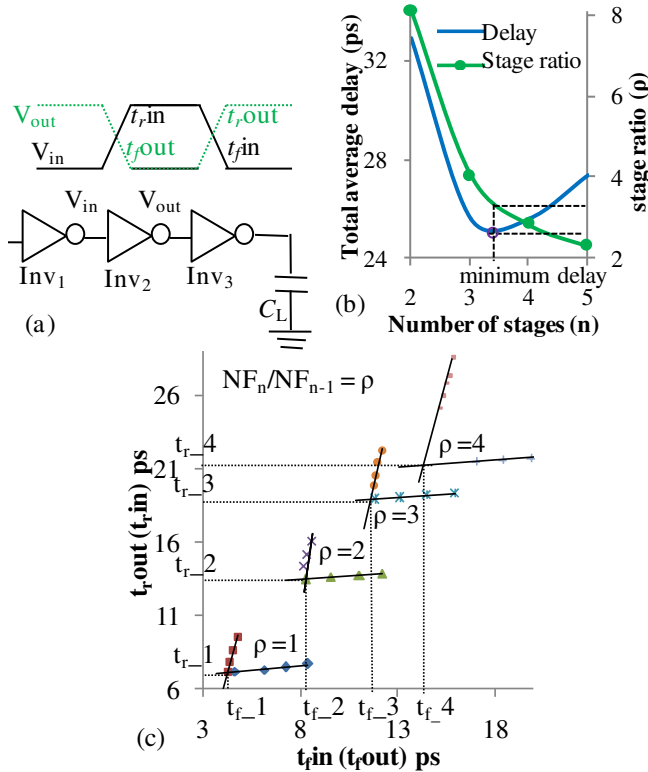 (a)
V_out
t_r in
t_r out
V_in
t_f out
t_f in
V_in
V_out
Inv_1
Inv_2
Inv_3
C_L
(b)
Total average delay (ps)
32
28
24
Delay
Stage ratio
8
4
2
stage ratio (ρ)
minimum delay
2
3
4
5
Number of stages (n)
NF_n/NF_n-1 = ρ
t_r out (t_r in) ps
26
t_r_4
21
t_r_3
16
t_r_2
11
t_r_1
6
ρ=4
ρ=3
ρ=2
ρ=1
t_f_1
t_f_2
t_f_3
t_f_4
3
8
13
18
t_f in (t_f out) ps
(c)